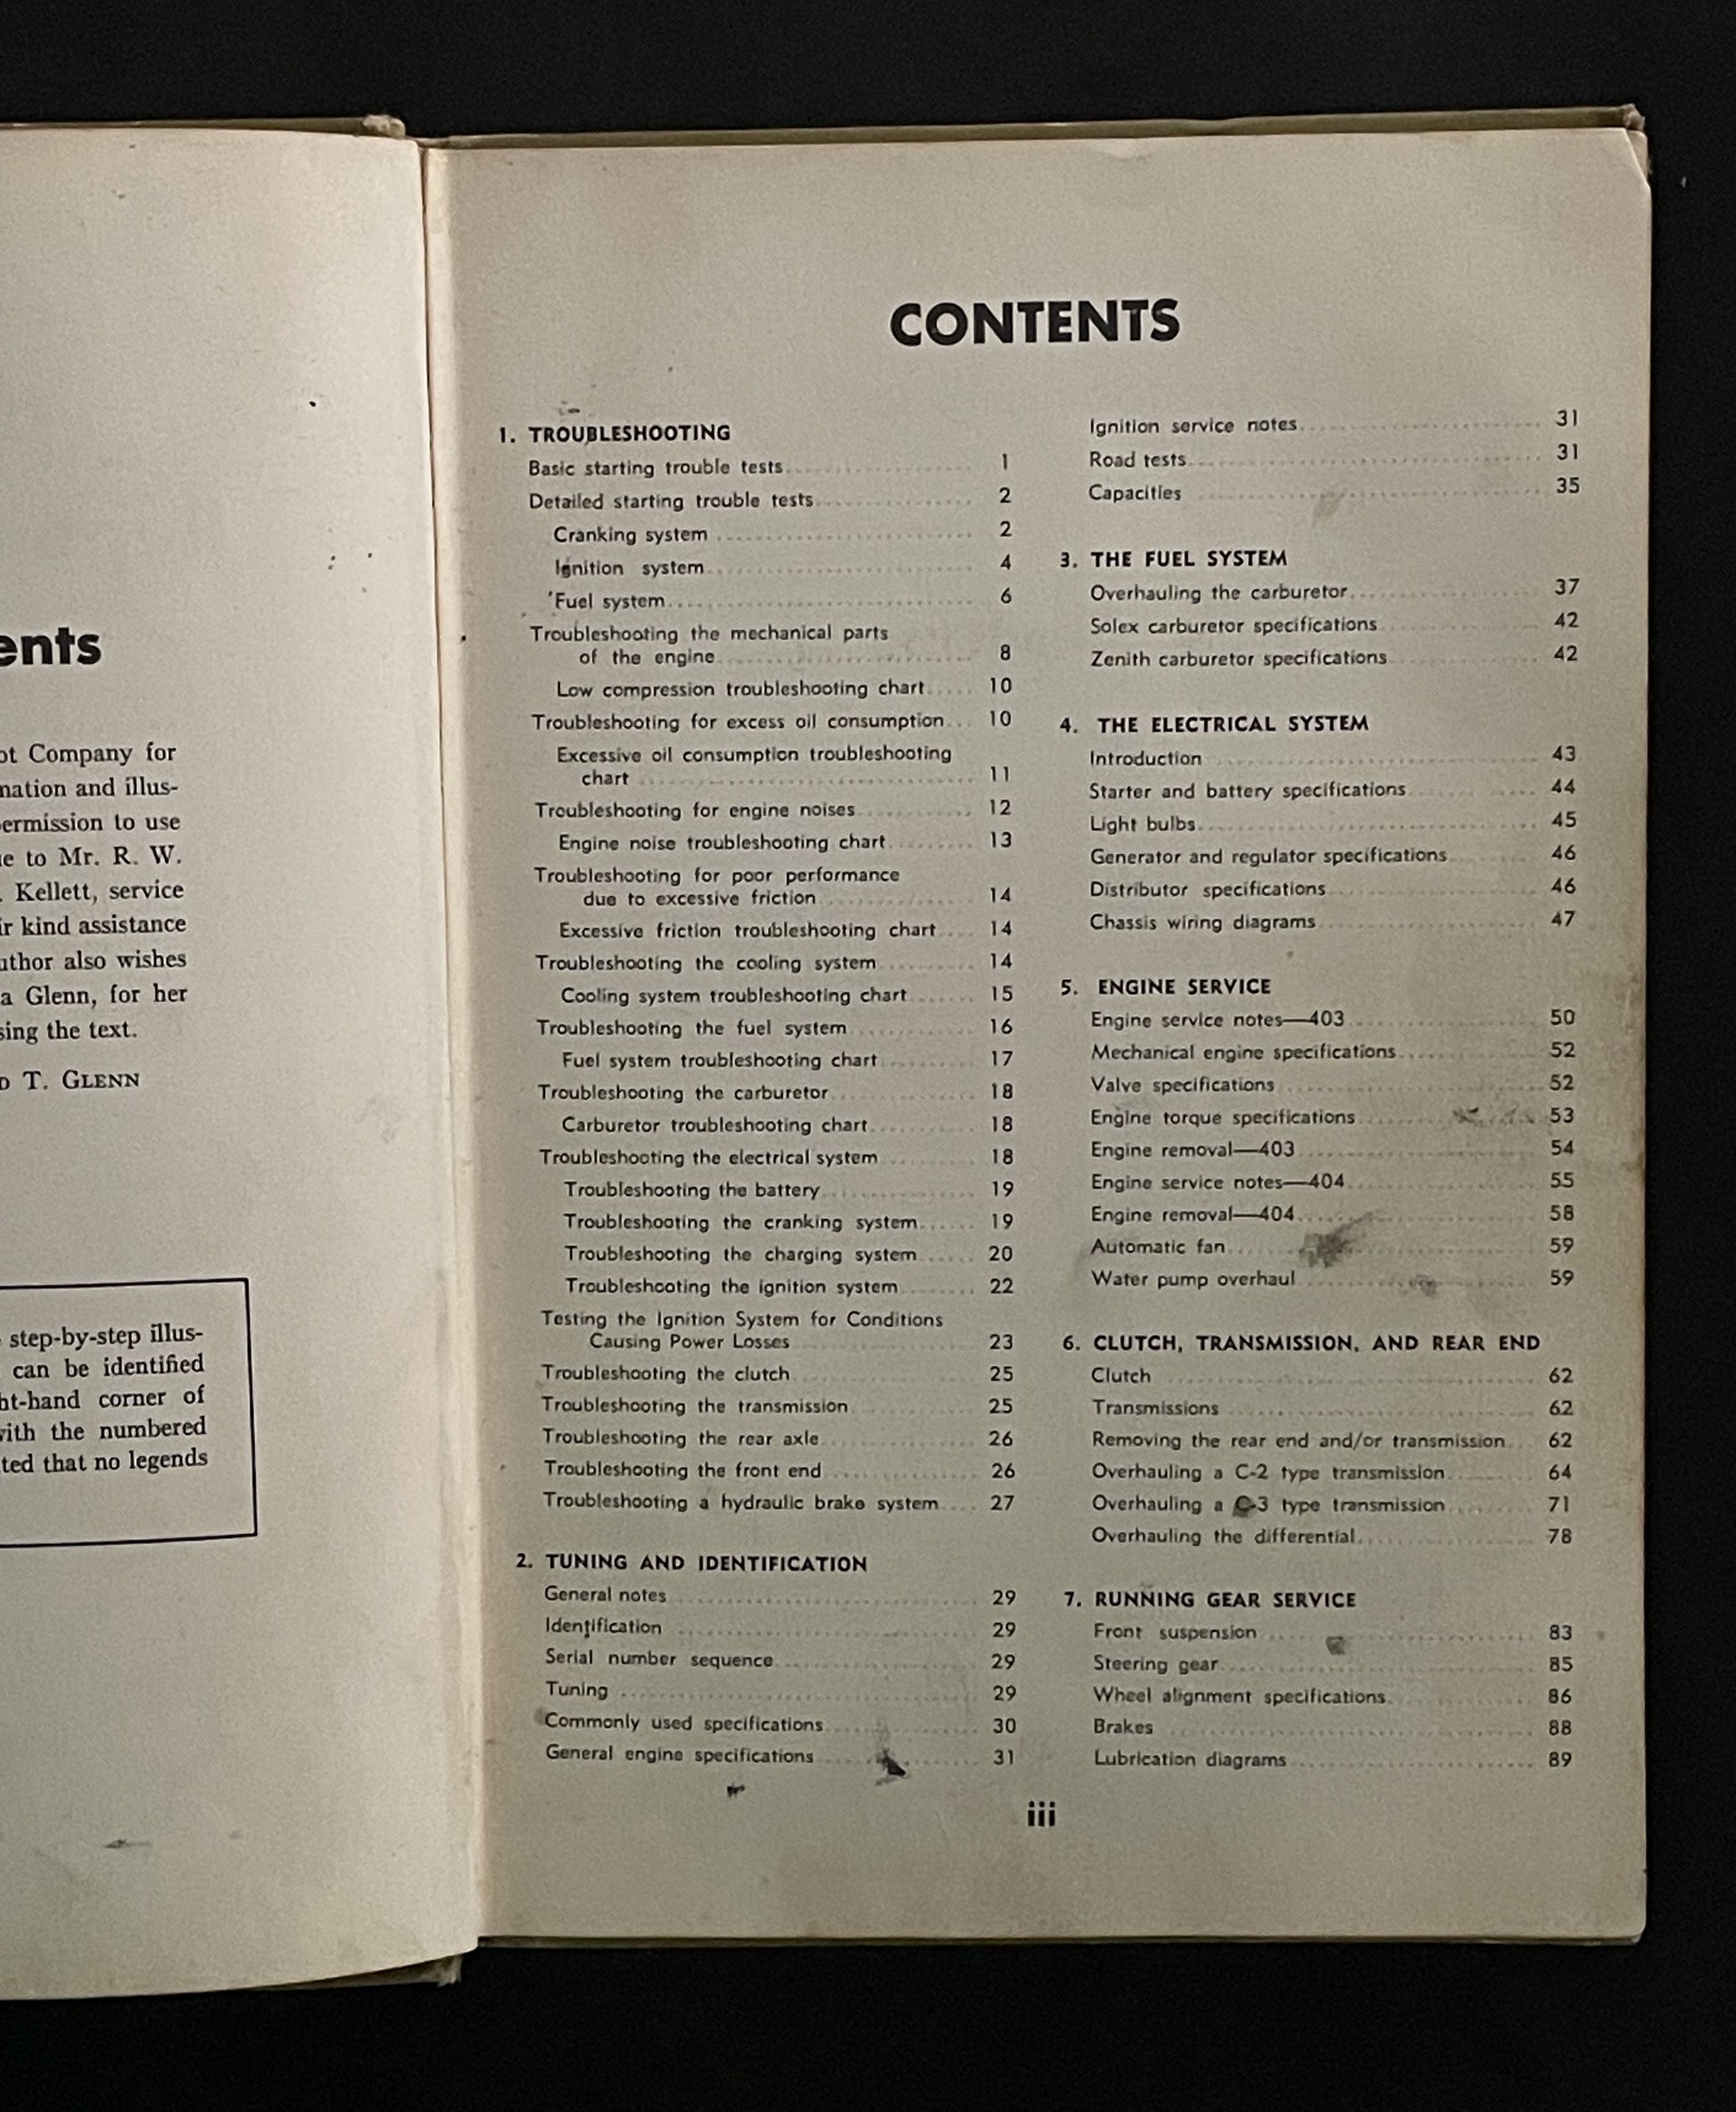 ents
ot Company for
mation and illus-
permission to use
ue to Mr. R. W.
. Kellett, service
ir kind assistance
uthor also wishes
a Glenn, for her
sing the text.
D T. GLENN
step-by-step illus-
can be identified
ht-hand corner of
with the numbered
ted that no legends
CONTENTS
1. TROUBLESHOOTING
Basic starting trouble tests 1
Detailed starting trouble tests 2
Cranking system 2
Ignition system 4
Fuel system 6
Troubleshooting the mechanical parts
of the engine 8
Low compression troubleshooting chart 10
Troubleshooting for excess oil consumption 10
Excessive oil consumption troubleshooting
chart 11
Troubleshooting for engine noises 12
Engine noise troubleshooting chart 13
Troubleshooting for poor performance
due to excessive friction 14
Excessive friction troubleshooting chart 14
Troubleshooting the cooling system 14
Cooling system troubleshooting chart 15
Troubleshooting the fuel system 16
Fuel system troubleshooting chart 17
Troubleshooting the carburetor 18
Carburetor troubleshooting chart 18
Troubleshooting the electrical system 18
Troubleshooting the battery 19
Troubleshooting the cranking system 19
Troubleshooting the charging system 20
Troubleshooting the ignition system 22
Testing the Ignition System for Conditions
Causing Power Losses 23
Troubleshooting the clutch 25
Troubleshooting the transmission 25
Troubleshooting the rear axle 26
Troubleshooting the front end 26
Troubleshooting a hydraulic brake system 27
2. TUNING AND IDENTIFICATION
General notes 29
Identification 29
Serial number sequence 29
Tuning 29
Commonly used specifications 30
General engine specifications 31
Ignition service notes 31
Road tests 31
Capacities 35
3. THE FUEL SYSTEM
Overhauling the carburetor 37
Solex carburetor specifications 42
Zenith carburetor specifications 42
4. THE ELECTRICAL SYSTEM
Introduction 43
Starter and battery specifications 44
Light bulbs 45
Generator and regulator specifications 46
Distributor specifications 46
Chassis wiring diagrams 47
5. ENGINE SERVICE
Engine service notes—403 50
Mechanical engine specifications 52
Valve specifications 52
Engine torque specifications 53
Engine removal—403 54
Engine service notes—404 55
Engine removal—404 58
Automatic fan 59
Water pump overhaul 59
6. CLUTCH, TRANSMISSION, AND REAR END
Clutch 62
Transmissions 62
Removing the rear end and/or transmission 62
Overhauling a C-2 type transmission 64
Overhauling a C-3 type transmission 71
Overhauling the differential 78
7. RUNNING GEAR SERVICE
Front suspension 83
Steering gear 85
Wheel alignment specifications 86
Brakes 88
Lubrication diagrams 89
iii